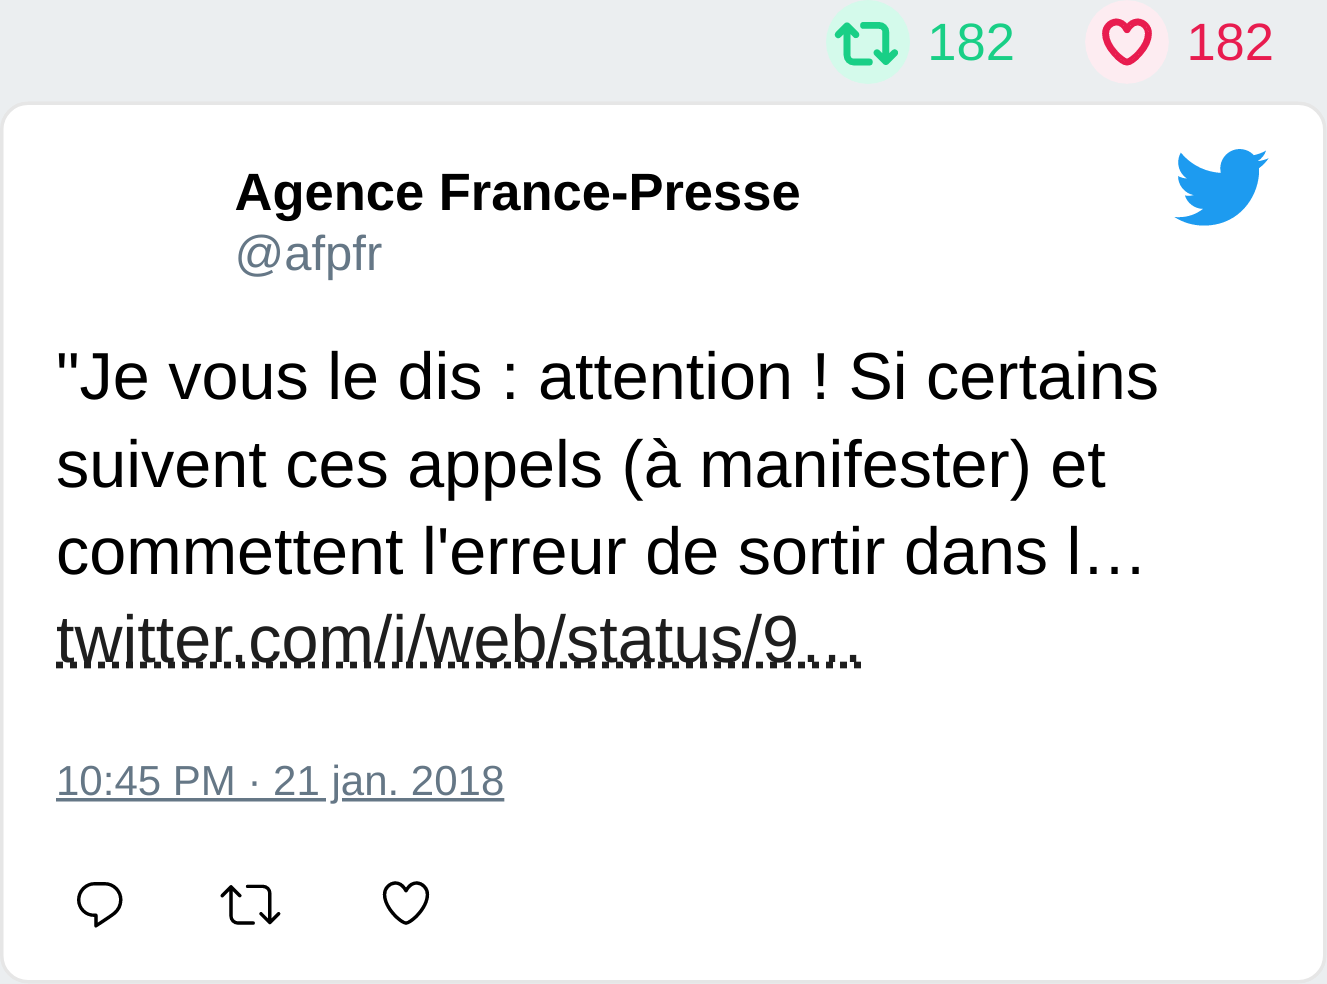 182 182
Agence France-Presse
@afpfr
"Je vous le dis : attention ! Si certains
suivent ces appels (à manifester) et
commettent l'erreur de sortir dans l…
twitter.com/i/web/status/9…
10:45 PM · 21 jan. 2018